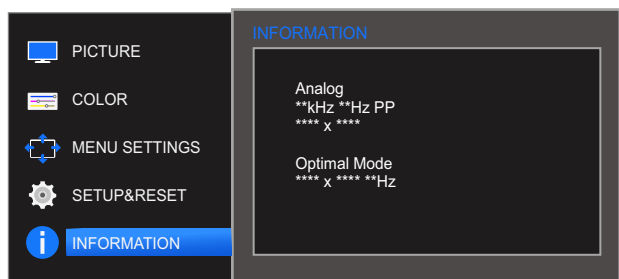 PICTURE
COLOR
MENU SETTINGS
SETUP&RESET
INFORMATION
INFORMATION
Analog
**kHz **Hz PP
**** x ****
Optimal Mode
**** x **** **Hz